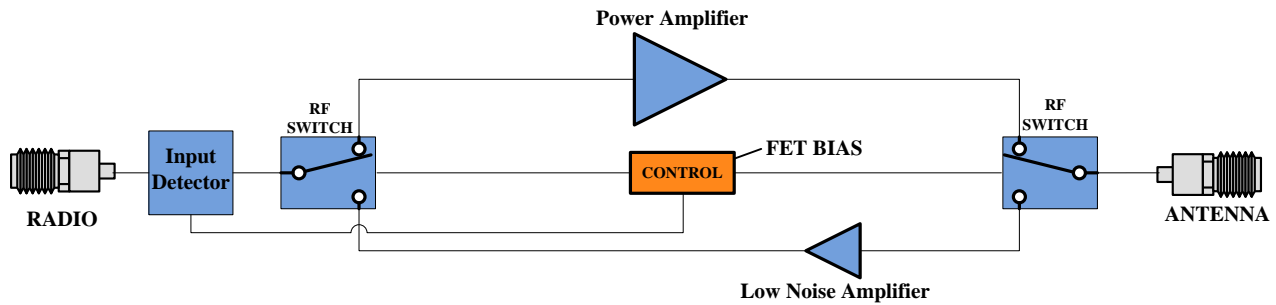 Power Amplifier
RF
SWITCH
RF
SWITCH
Input
Detector
FET BIAS
CONTROL
RADIO
ANTENNA
Low Noise Amplifier